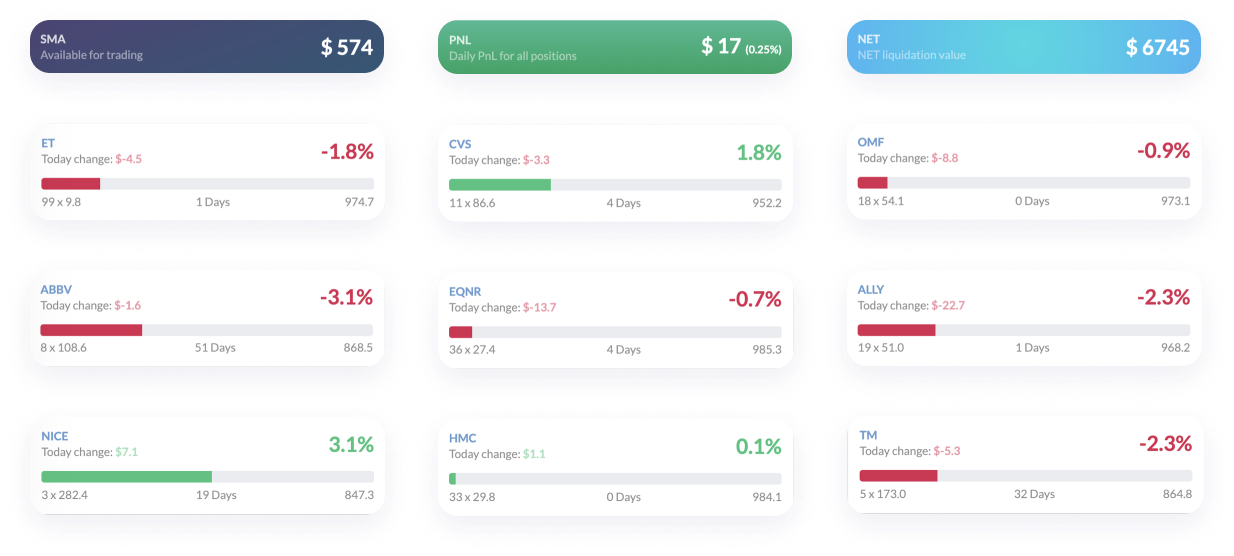 SMA
Available for trading
$ 574
PNL
Daily PnL for all positions
$ 17 (0.25%)
NET
NET liquidation value
$ 6745
ET
Today change: $-4.5
-1.8%
99 x 9.8 1 Days 974.7
CVS
Today change: $-3.3
1.8%
11 x 86.6 4 Days 952.2
OMF
Today change: $-8.8
-0.9%
18 x 54.1 0 Days 973.1
ABBV
Today change: $-1.6
-3.1%
8 x 108.6 51 Days 868.5
EQNR
Today change: $-13.7
-0.7%
36 x 27.4 4 Days 985.3
ALLY
Today change: $-22.7
-2.3%
19 x 51.0 1 Days 968.2
NICE
Today change: $7.1
3.1%
3 x 282.4 19 Days 847.3
HMC
Today change: $1.1
0.1%
33 x 29.8 0 Days 984.1
TM
Today change: $-5.3
-2.3%
5 x 173.0 32 Days 864.8